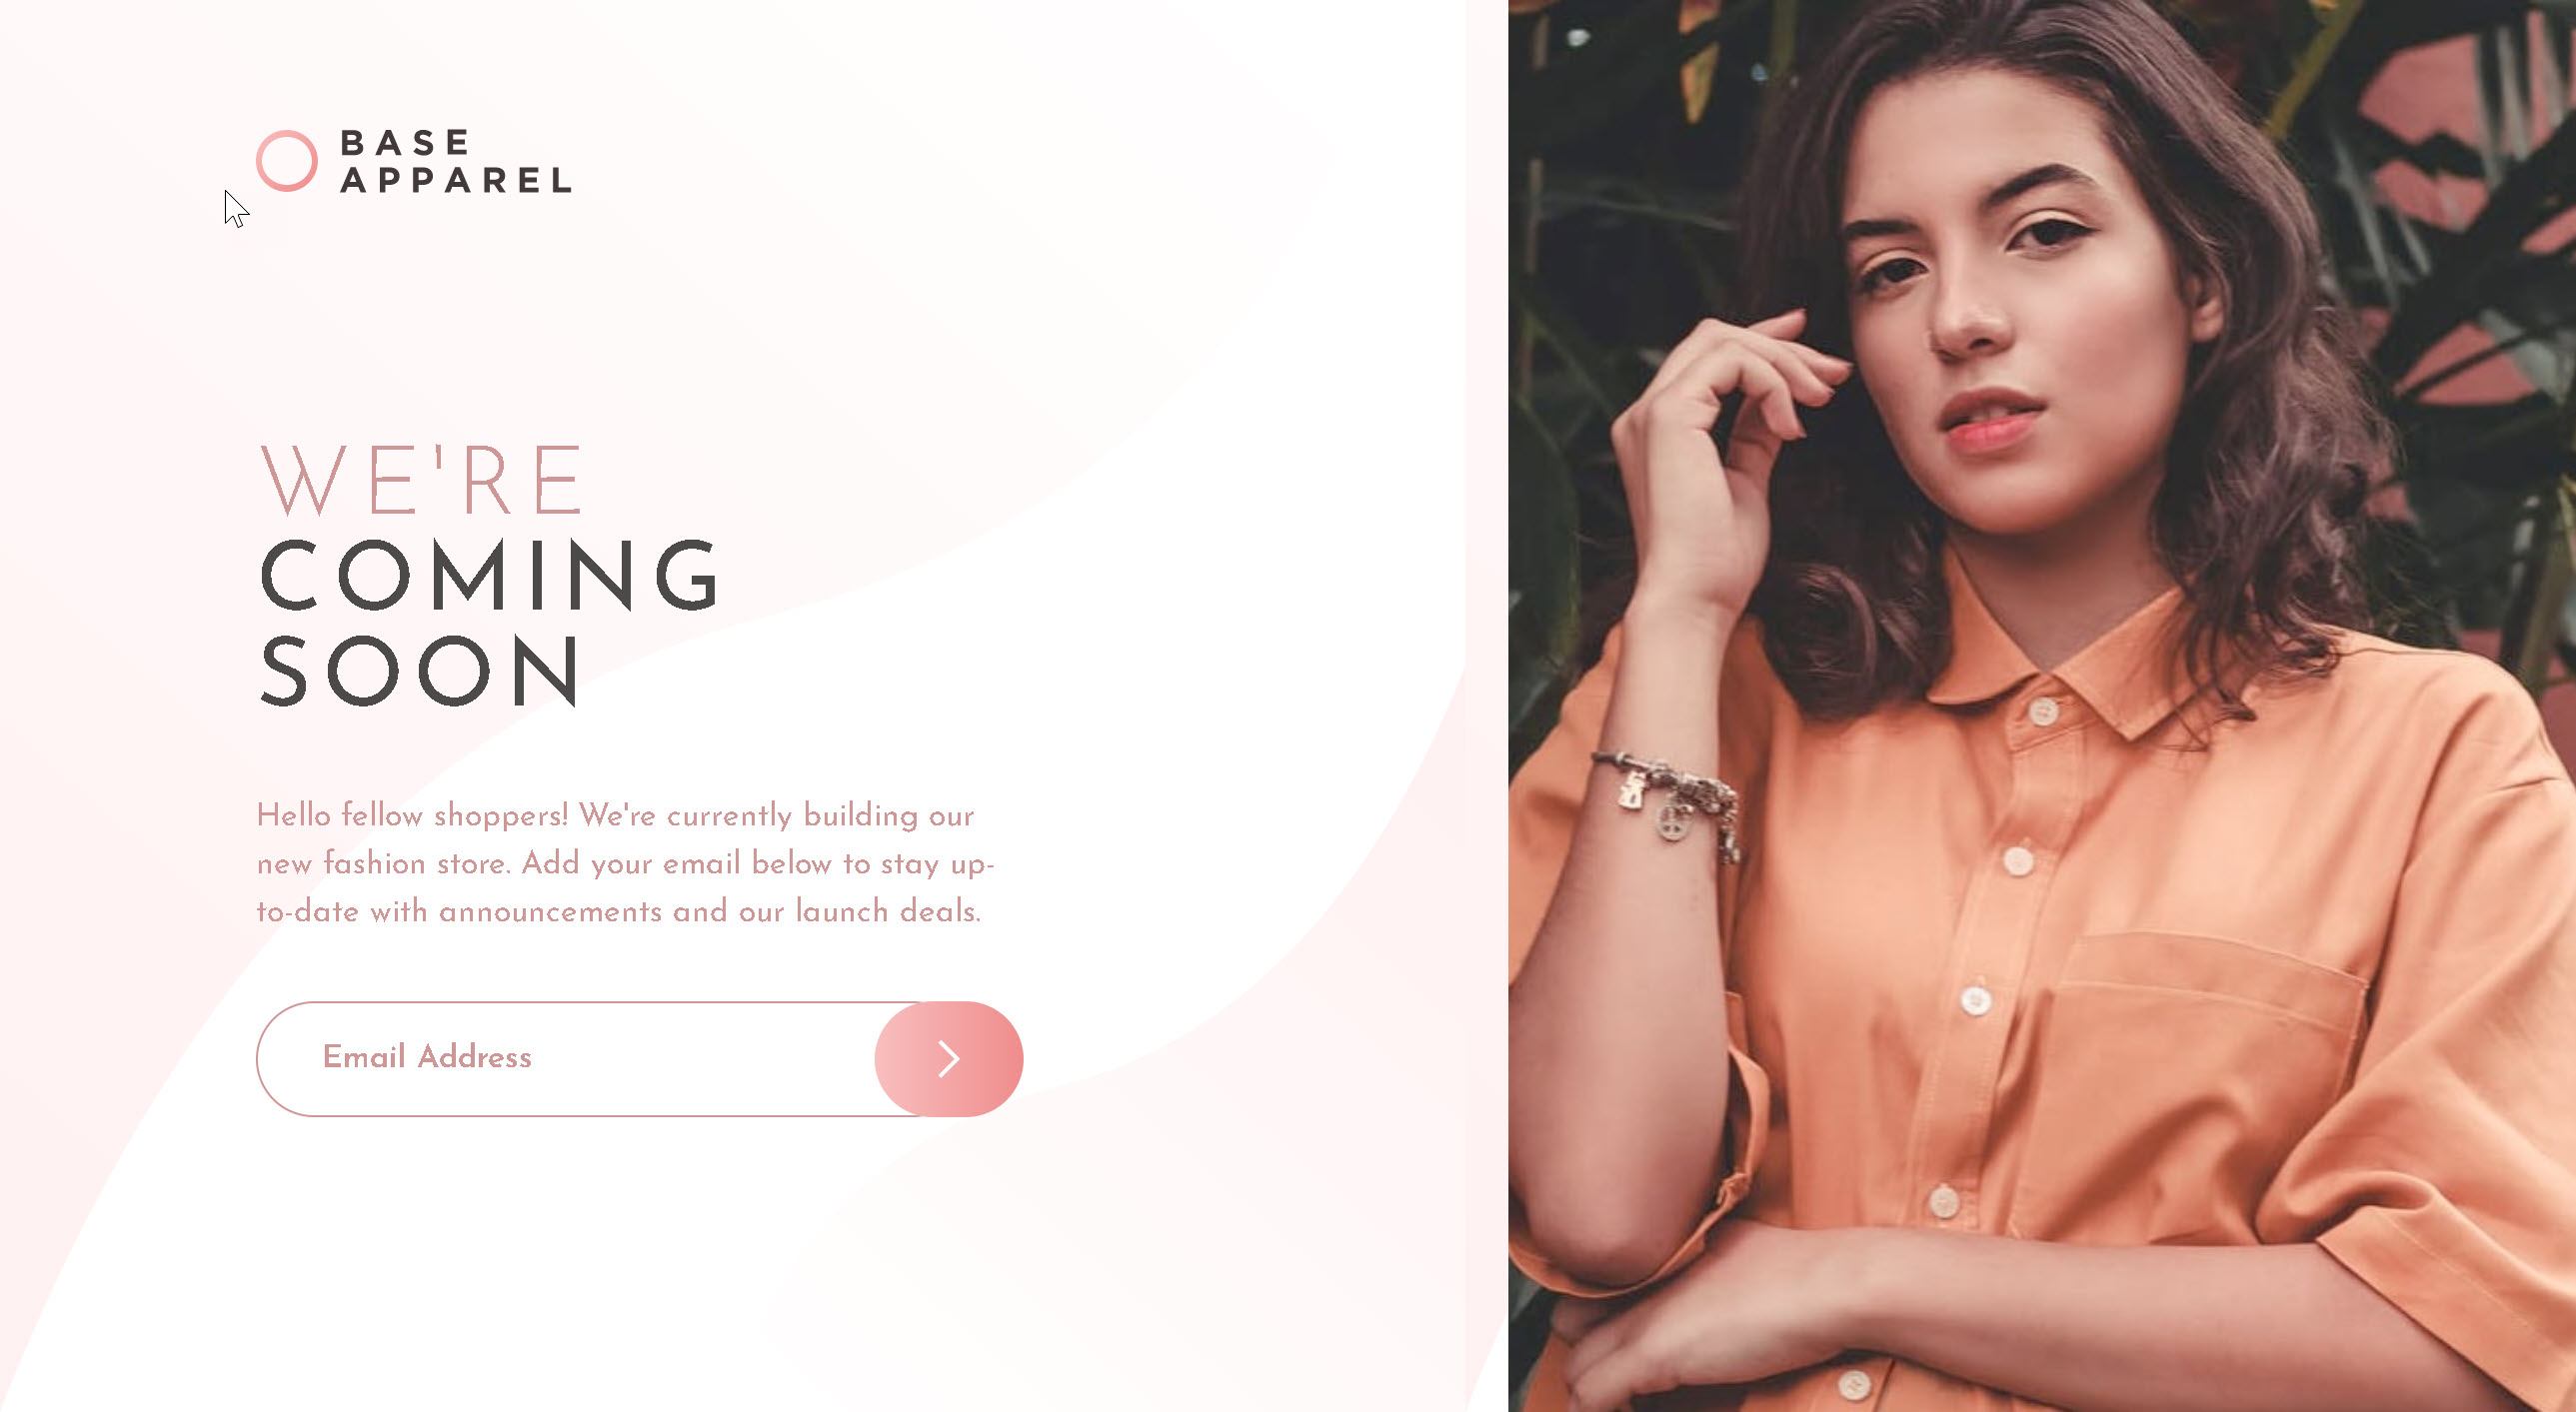 BASE
APPAREL
WE'RE
COMING
SOON
Hello fellow shoppers! We're currently building our
new fashion store. Add your email below to stay up-
to-date with announcements and our launch deals.
Email Address